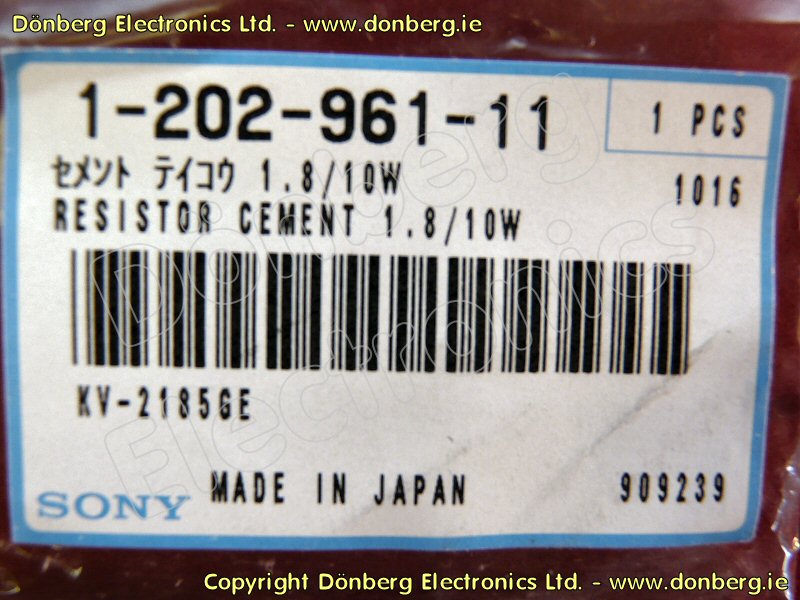 Dönberg Electronics Ltd. - www.donberg.ie
1-202-961-11
1 PCS
ｾﾒﾝﾄ ﾃｲｺｳ 1.8/10W
1016
RESISTOR CEMENT 1.8/10W
Dönberg
Electronics
KV-2185GE
SONY
MADE IN JAPAN
909239
Copyright Dönberg Electronics Ltd. - www.donberg.ie